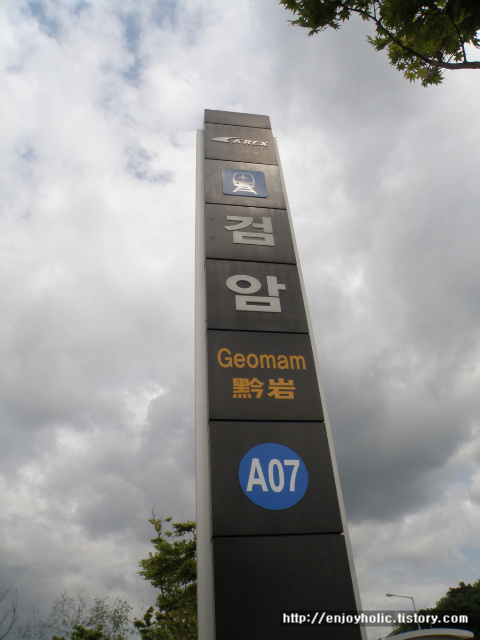 A'REX
검
암
Geomam
黔岩
A07
http://enjoyholic.tistory.com